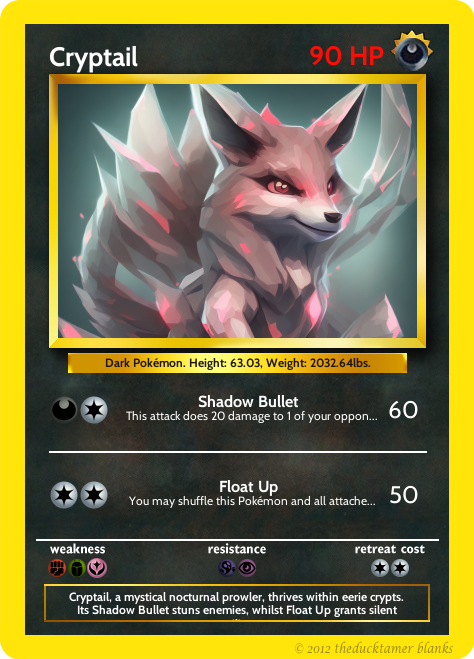 Cryptail
90 HP
Dark Pokémon. Height: 63.03, Weight: 2032.64lbs.
Shadow Bullet
This attack does 20 damage to 1 of your oppon...
60
Float Up
You may shuffle this Pokémon and all attache...
50
weakness
resistance
retreat cost
Cryptail, a mystical nocturnal prowler, thrives within eerie crypts.
Its Shadow Bullet stuns enemies, whilst Float Up grants silent
© 2012 theducktamer blanks